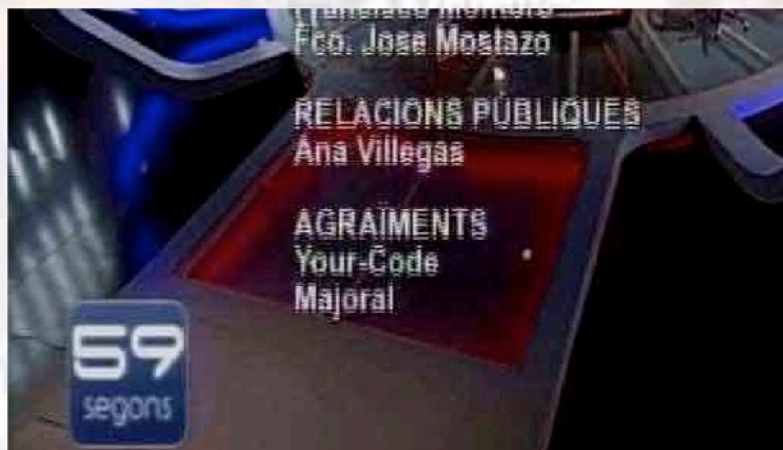 Fco. Jose Mostazo
RELACIONS PÚBLIQUES
Ana Villegas
AGRAÏMENTS
Your-Code
Majoral
59
segons